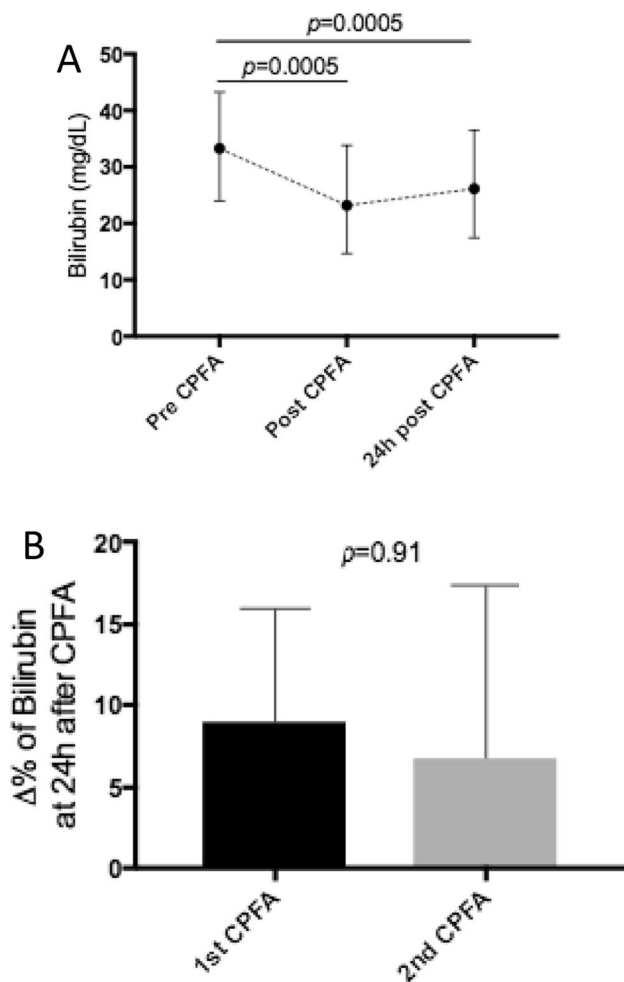 A
p=0.0005
p=0.0005
Bilirubin (mg/dL)
50
40
30
20
10
0
Pre CPFA
Post CPFA
24h post CPFA
B
p=0.91
Δ% of Bilirubin
at 24h after CPFA
20
15
10
5
0
1st CPFA
2nd CPFA